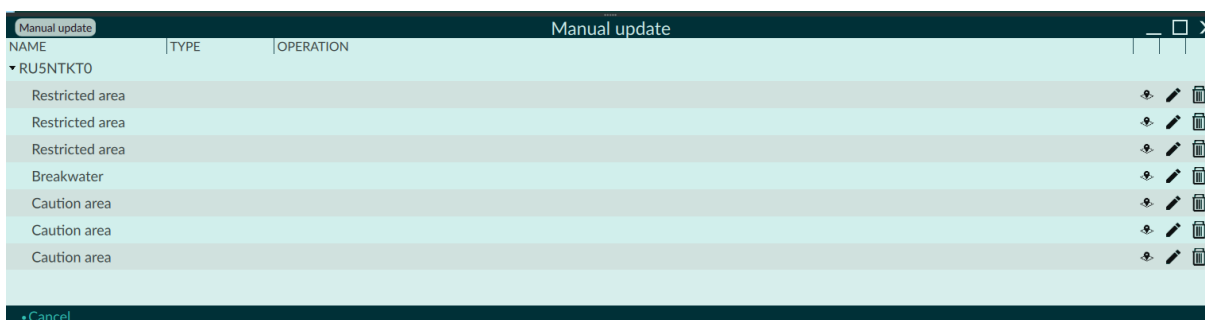 Manual update Manual update
NAME TYPE OPERATION
RU5NTKT0
Restricted area
Restricted area
Restricted area
Breakwater
Caution area
Caution area
Caution area
Cancel